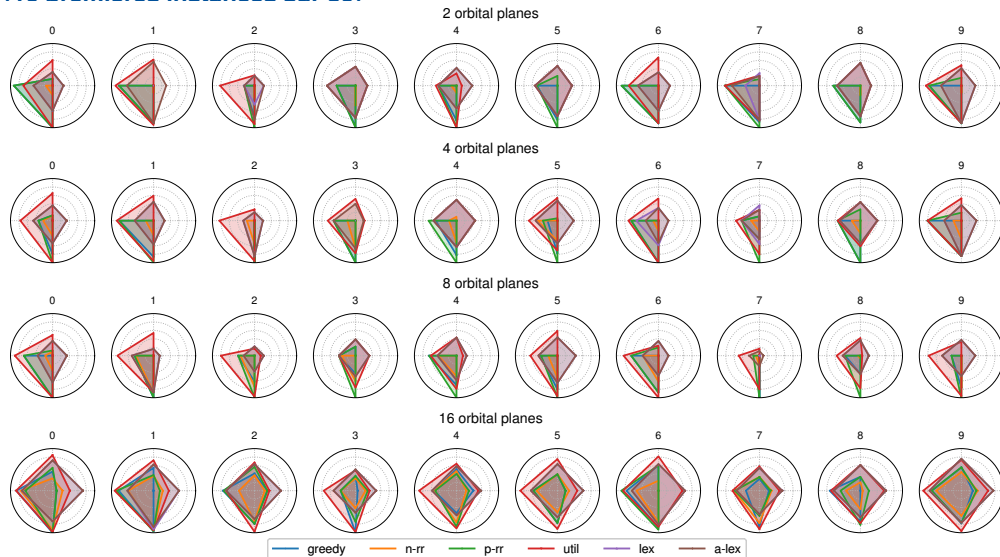 2 orbital planes
0 1 2 3 4 5 6 7 8 9
4 orbital planes
0 1 2 3 4 5 6 7 8 9
8 orbital planes
0 1 2 3 4 5 6 7 8 9
16 orbital planes
0 1 2 3 4 5 6 7 8 9
greedy n-rr p-rr util lex a-lex